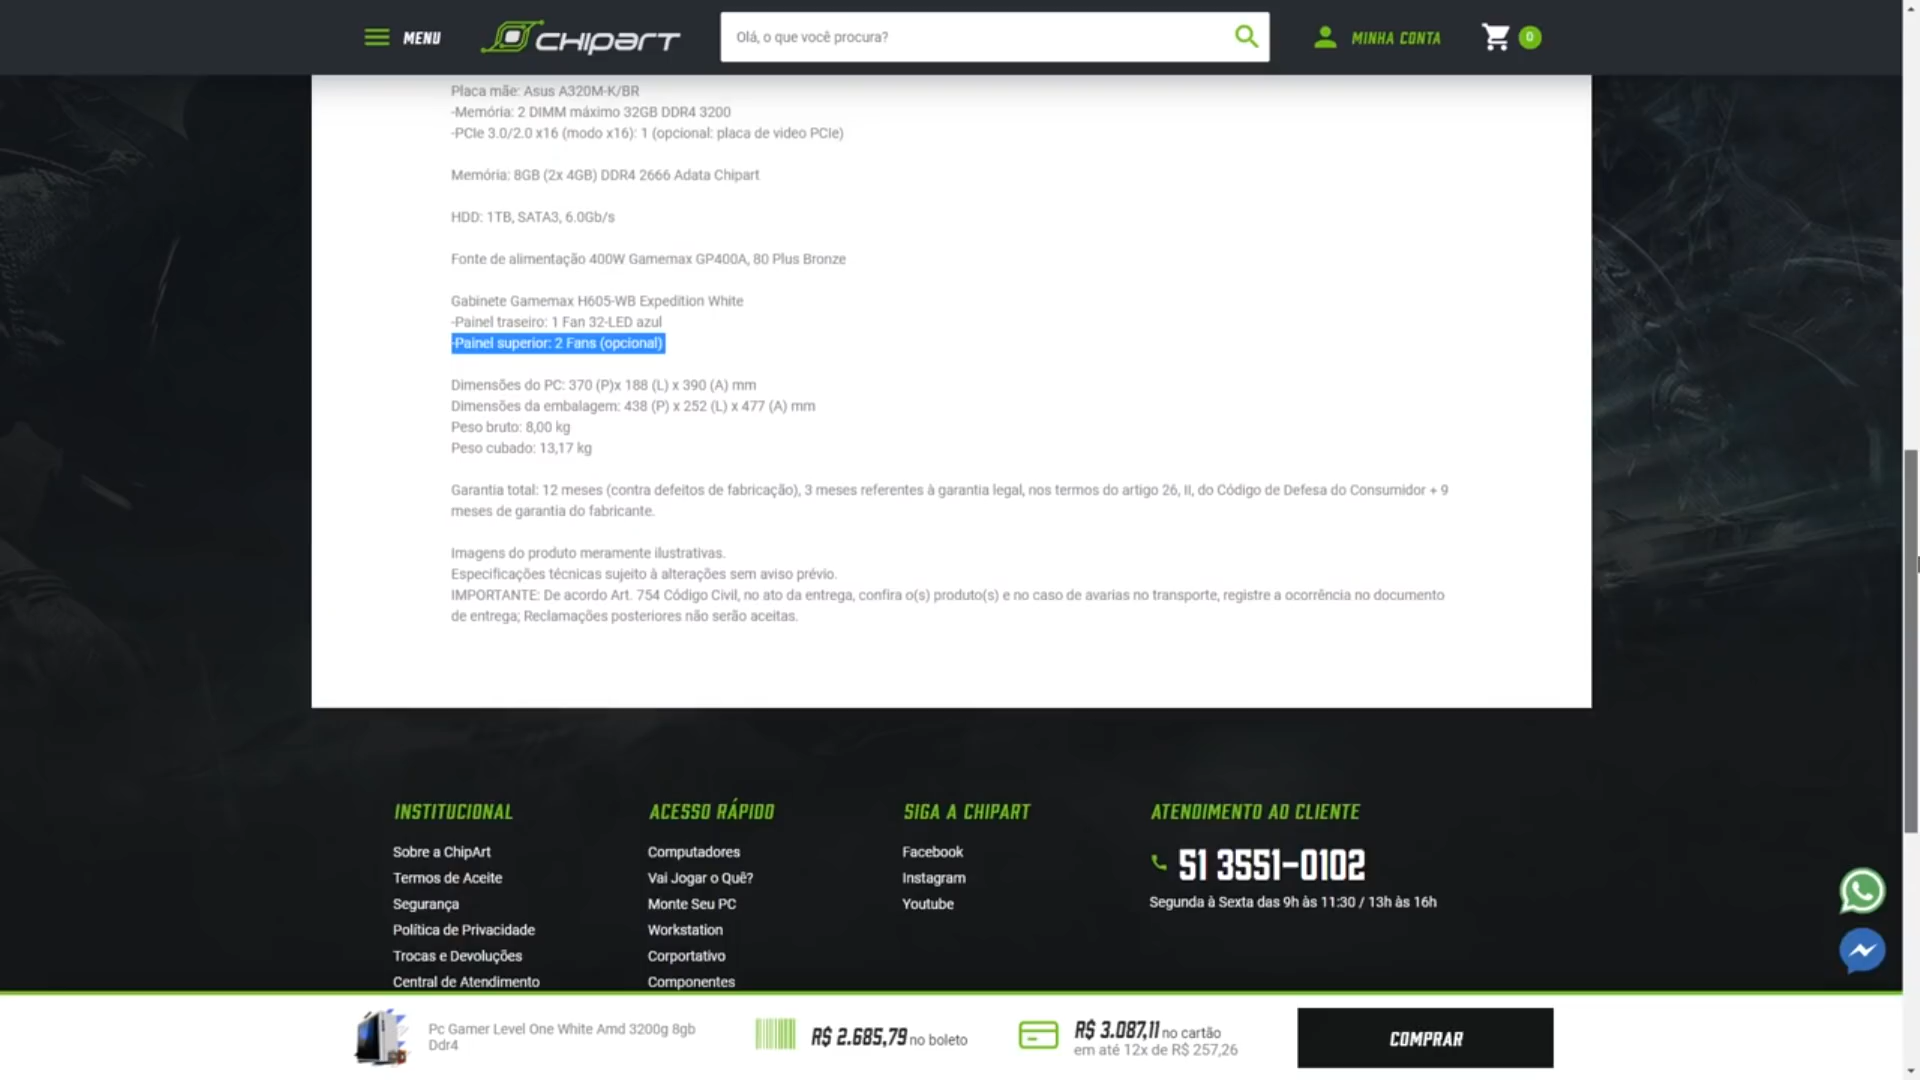 MENU
CHIPART
Olá, o que você procura?
MINHA CONTA
0
Placa mãe: Asus A320M-K/BR
-Memória: 2 DIMM máximo 32GB DDR4 3200
-PCIe 3.0/2.0 x16 (modo x16): 1 (opcional: placa de video PCIe)
Memória: 8GB (2x 4GB) DDR4 2666 Adata Chipart
HDD: 1TB, SATA3, 6.0Gb/s
Fonte de alimentação 400W Gamemax GP400A, 80 Plus Bronze
Gabinete Gamemax H605-WB Expedition White
-Painel traseiro: 1 Fan 32-LED azul
-Painel superior: 2 Fans (opcional)
Dimensões do PC: 370 (P)x 188 (L) x 390 (A) mm
Dimensões da embalagem: 438 (P) x 252 (L) x 477 (A) mm
Peso bruto: 8,00 kg
Peso cubado: 13,17 kg
Garantia total: 12 meses (contra defeitos de fabricação), 3 meses referentes à garantia legal, nos termos do artigo 26, II, do Código de Defesa do Consumidor + 9
meses de garantia do fabricante.
Imagens do produto meramente ilustrativas.
Especificações técnicas sujeito à alterações sem aviso prévio.
IMPORTANTE: De acordo Art. 754 Código Civil, no ato da entrega, confira o(s) produto(s) e no caso de avarias no transporte, registre a ocorrência no documento
de entrega; Reclamações posteriores não serão aceitas.
INSTITUCIONAL
Sobre a ChipArt
Termos de Aceite
Segurança
Política de Privacidade
Trocas e Devoluções
Central de Atendimento
ACESSO RÁPIDO
Computadores
Vai Jogar o Quê?
Monte Seu PC
Workstation
Corportativo
Componentes
SIGA A CHIPART
Facebook
Instagram
Youtube
ATENDIMENTO AO CLIENTE
51 3551-0102
Segunda à Sexta das 9h às 11:30 / 13h às 16h
Pc Gamer Level One White Amd 3200g 8gb
Ddr4
R$ 2.685,79 no boleto
R$ 3.087,11 no cartão
em até 12x de R$ 257,26
COMPRAR